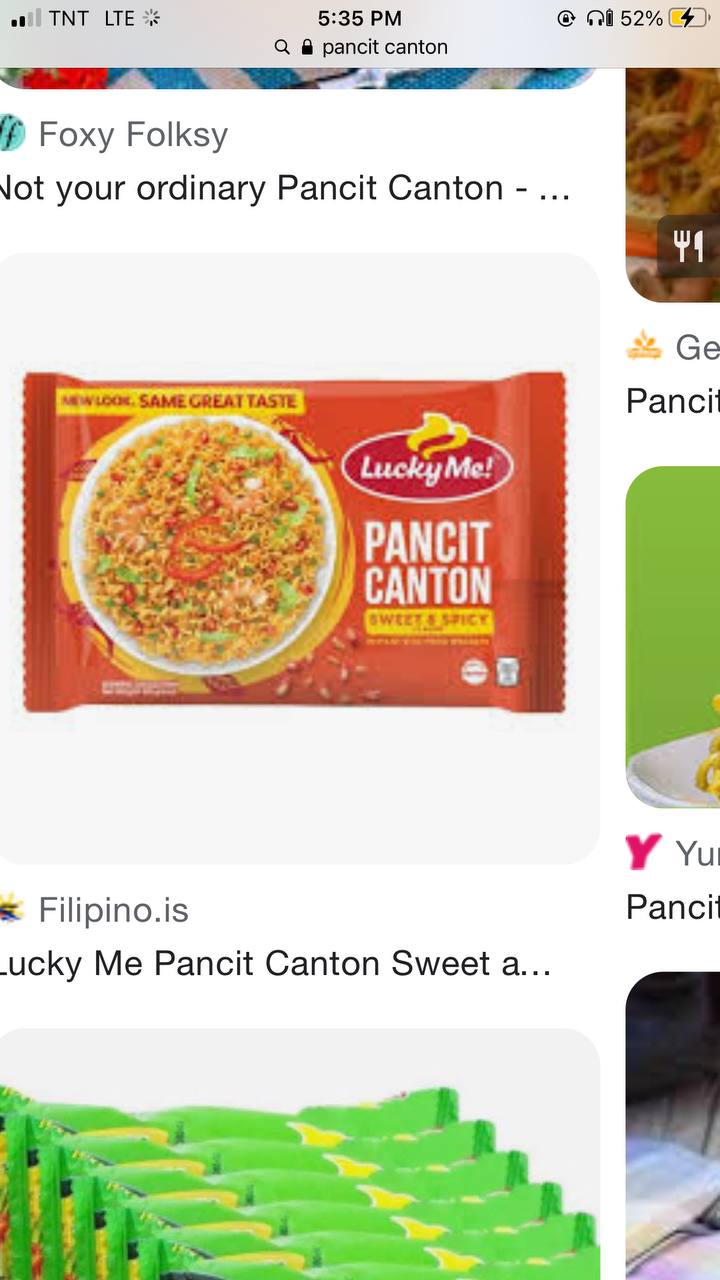 TNT LTE 5:35 PM 52%
pancit canton
Foxy Folksy
Not your ordinary Pancit Canton - ...
NEW LOOK. SAME GREAT TASTE
Lucky Me!
PANCIT
CANTON
SWEET & SPICY
Filipino.is
Lucky Me Pancit Canton Sweet a...
Ge
Pancit
Y Yu
Pancit